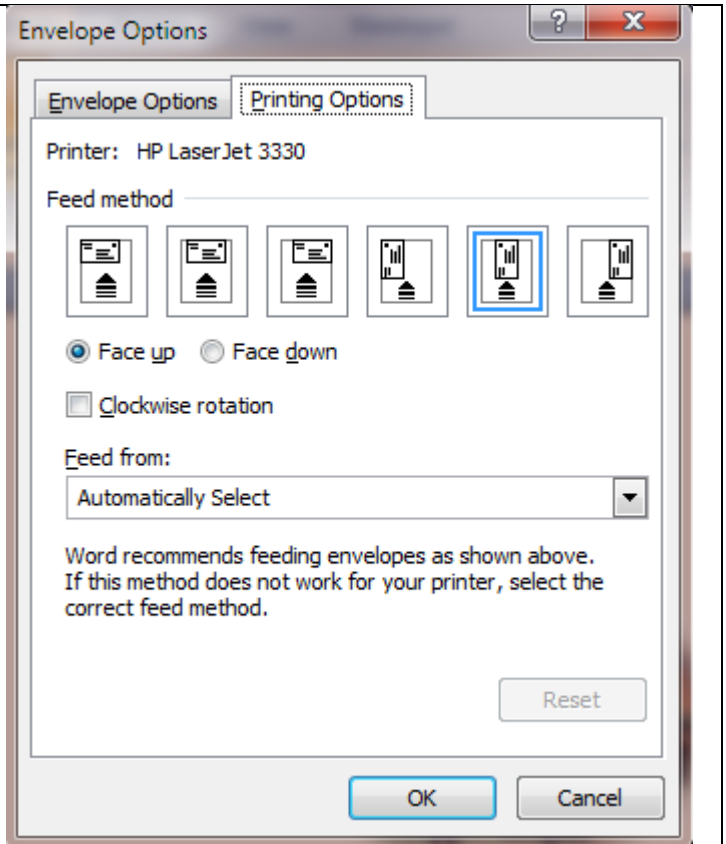 Envelope Options
Envelope Options Printing Options
Printer: HP LaserJet 3330
Feed method
Face up Face down
Clockwise rotation
Feed from:
Automatically Select
Word recommends feeding envelopes as shown above.
If this method does not work for your printer, select the
correct feed method.
Reset
OK Cancel